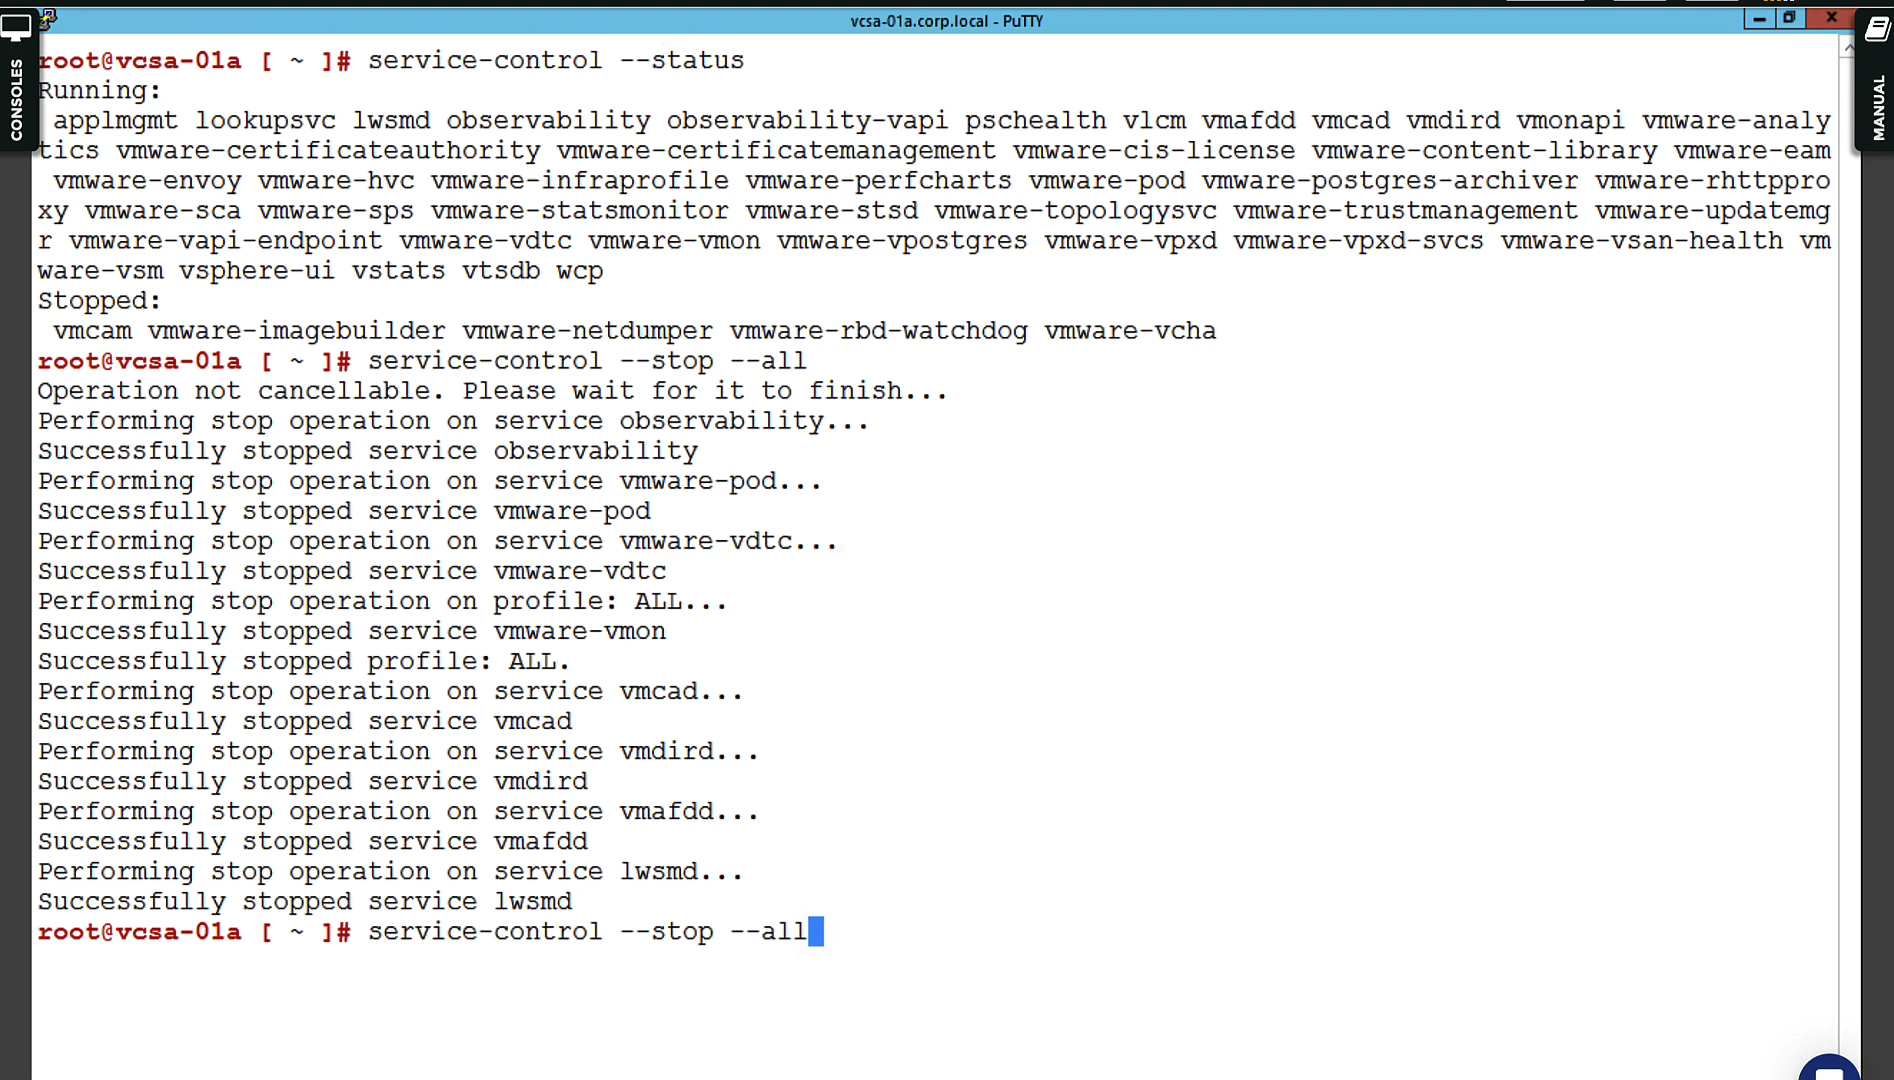 vcsa-01a.corp.local - PuTTY
CONSOLES
MANUAL
root@vcsa-01a [ ~ ]# service-control --status
Running:
 applmgmt lookupsvc lwsmd observability observability-vapi pschealth vlcm vmafdd vmcad vmdird vmonapi vmware-analy
tics vmware-certificateauthority vmware-certificatemanagement vmware-cis-license vmware-content-library vmware-eam
 vmware-envoy vmware-hvc vmware-infraprofile vmware-perfcharts vmware-pod vmware-postgres-archiver vmware-rhttppro
xy vmware-sca vmware-sps vmware-statsmonitor vmware-stsd vmware-topologysvc vmware-trustmanagement vmware-updatemg
r vmware-vapi-endpoint vmware-vdtc vmware-vmon vmware-vpostgres vmware-vpxd vmware-vpxd-svcs vmware-vsan-health vm
ware-vsm vsphere-ui vstats vtsdb wcp
Stopped:
 vmcam vmware-imagebuilder vmware-netdumper vmware-rbd-watchdog vmware-vcha
root@vcsa-01a [ ~ ]# service-control --stop --all
Operation not cancellable. Please wait for it to finish...
Performing stop operation on service observability...
Successfully stopped service observability
Performing stop operation on service vmware-pod...
Successfully stopped service vmware-pod
Performing stop operation on service vmware-vdtc...
Successfully stopped service vmware-vdtc
Performing stop operation on profile: ALL...
Successfully stopped service vmware-vmon
Successfully stopped profile: ALL.
Performing stop operation on service vmcad...
Successfully stopped service vmcad
Performing stop operation on service vmdird...
Successfully stopped service vmdird
Performing stop operation on service vmafdd...
Successfully stopped service vmafdd
Performing stop operation on service lwsmd...
Successfully stopped service lwsmd
root@vcsa-01a [ ~ ]# service-control --stop --all